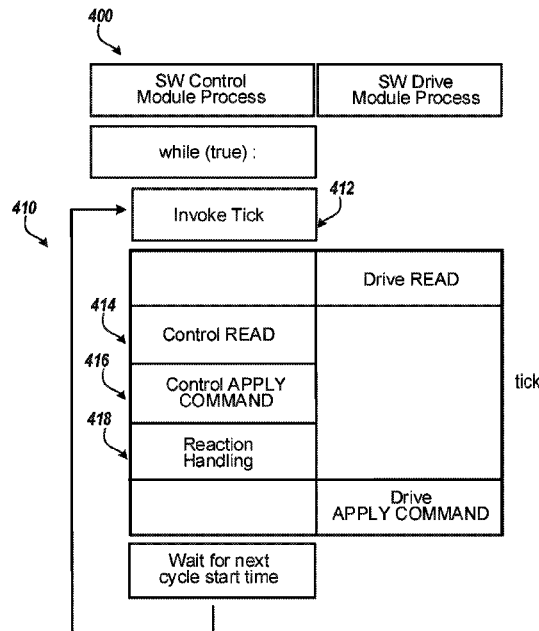 400
SW Control
Module Process
SW Drive
Module Process
while (true) :
410
412
Invoke Tick
Drive READ
414
Control READ
416
Control APPLY
COMMAND
tick
418
Reaction
Handling
Drive
APPLY COMMAND
Wait for next
cycle start time